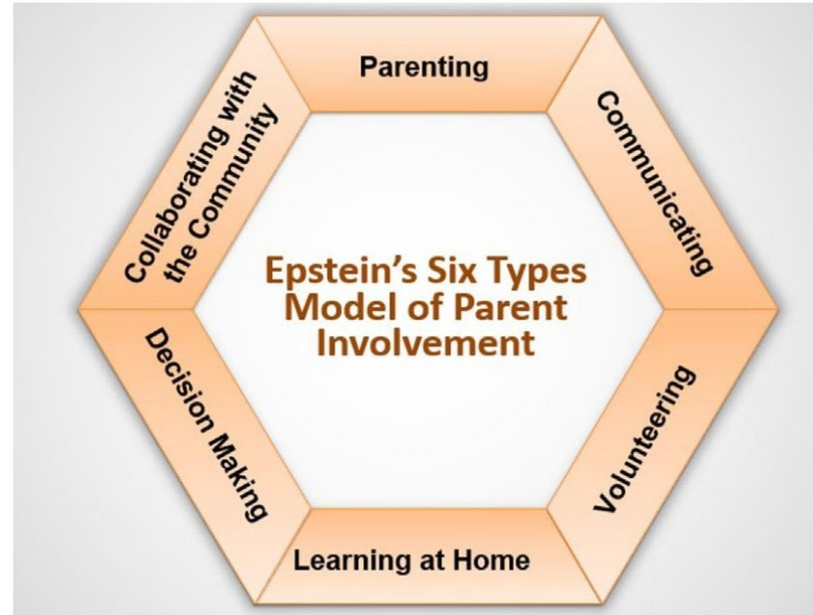 Parenting
Communicating
Volunteering
Learning at Home
Decision Making
Collaborating with
the Community
Epstein’s Six Types
Model of Parent
Involvement